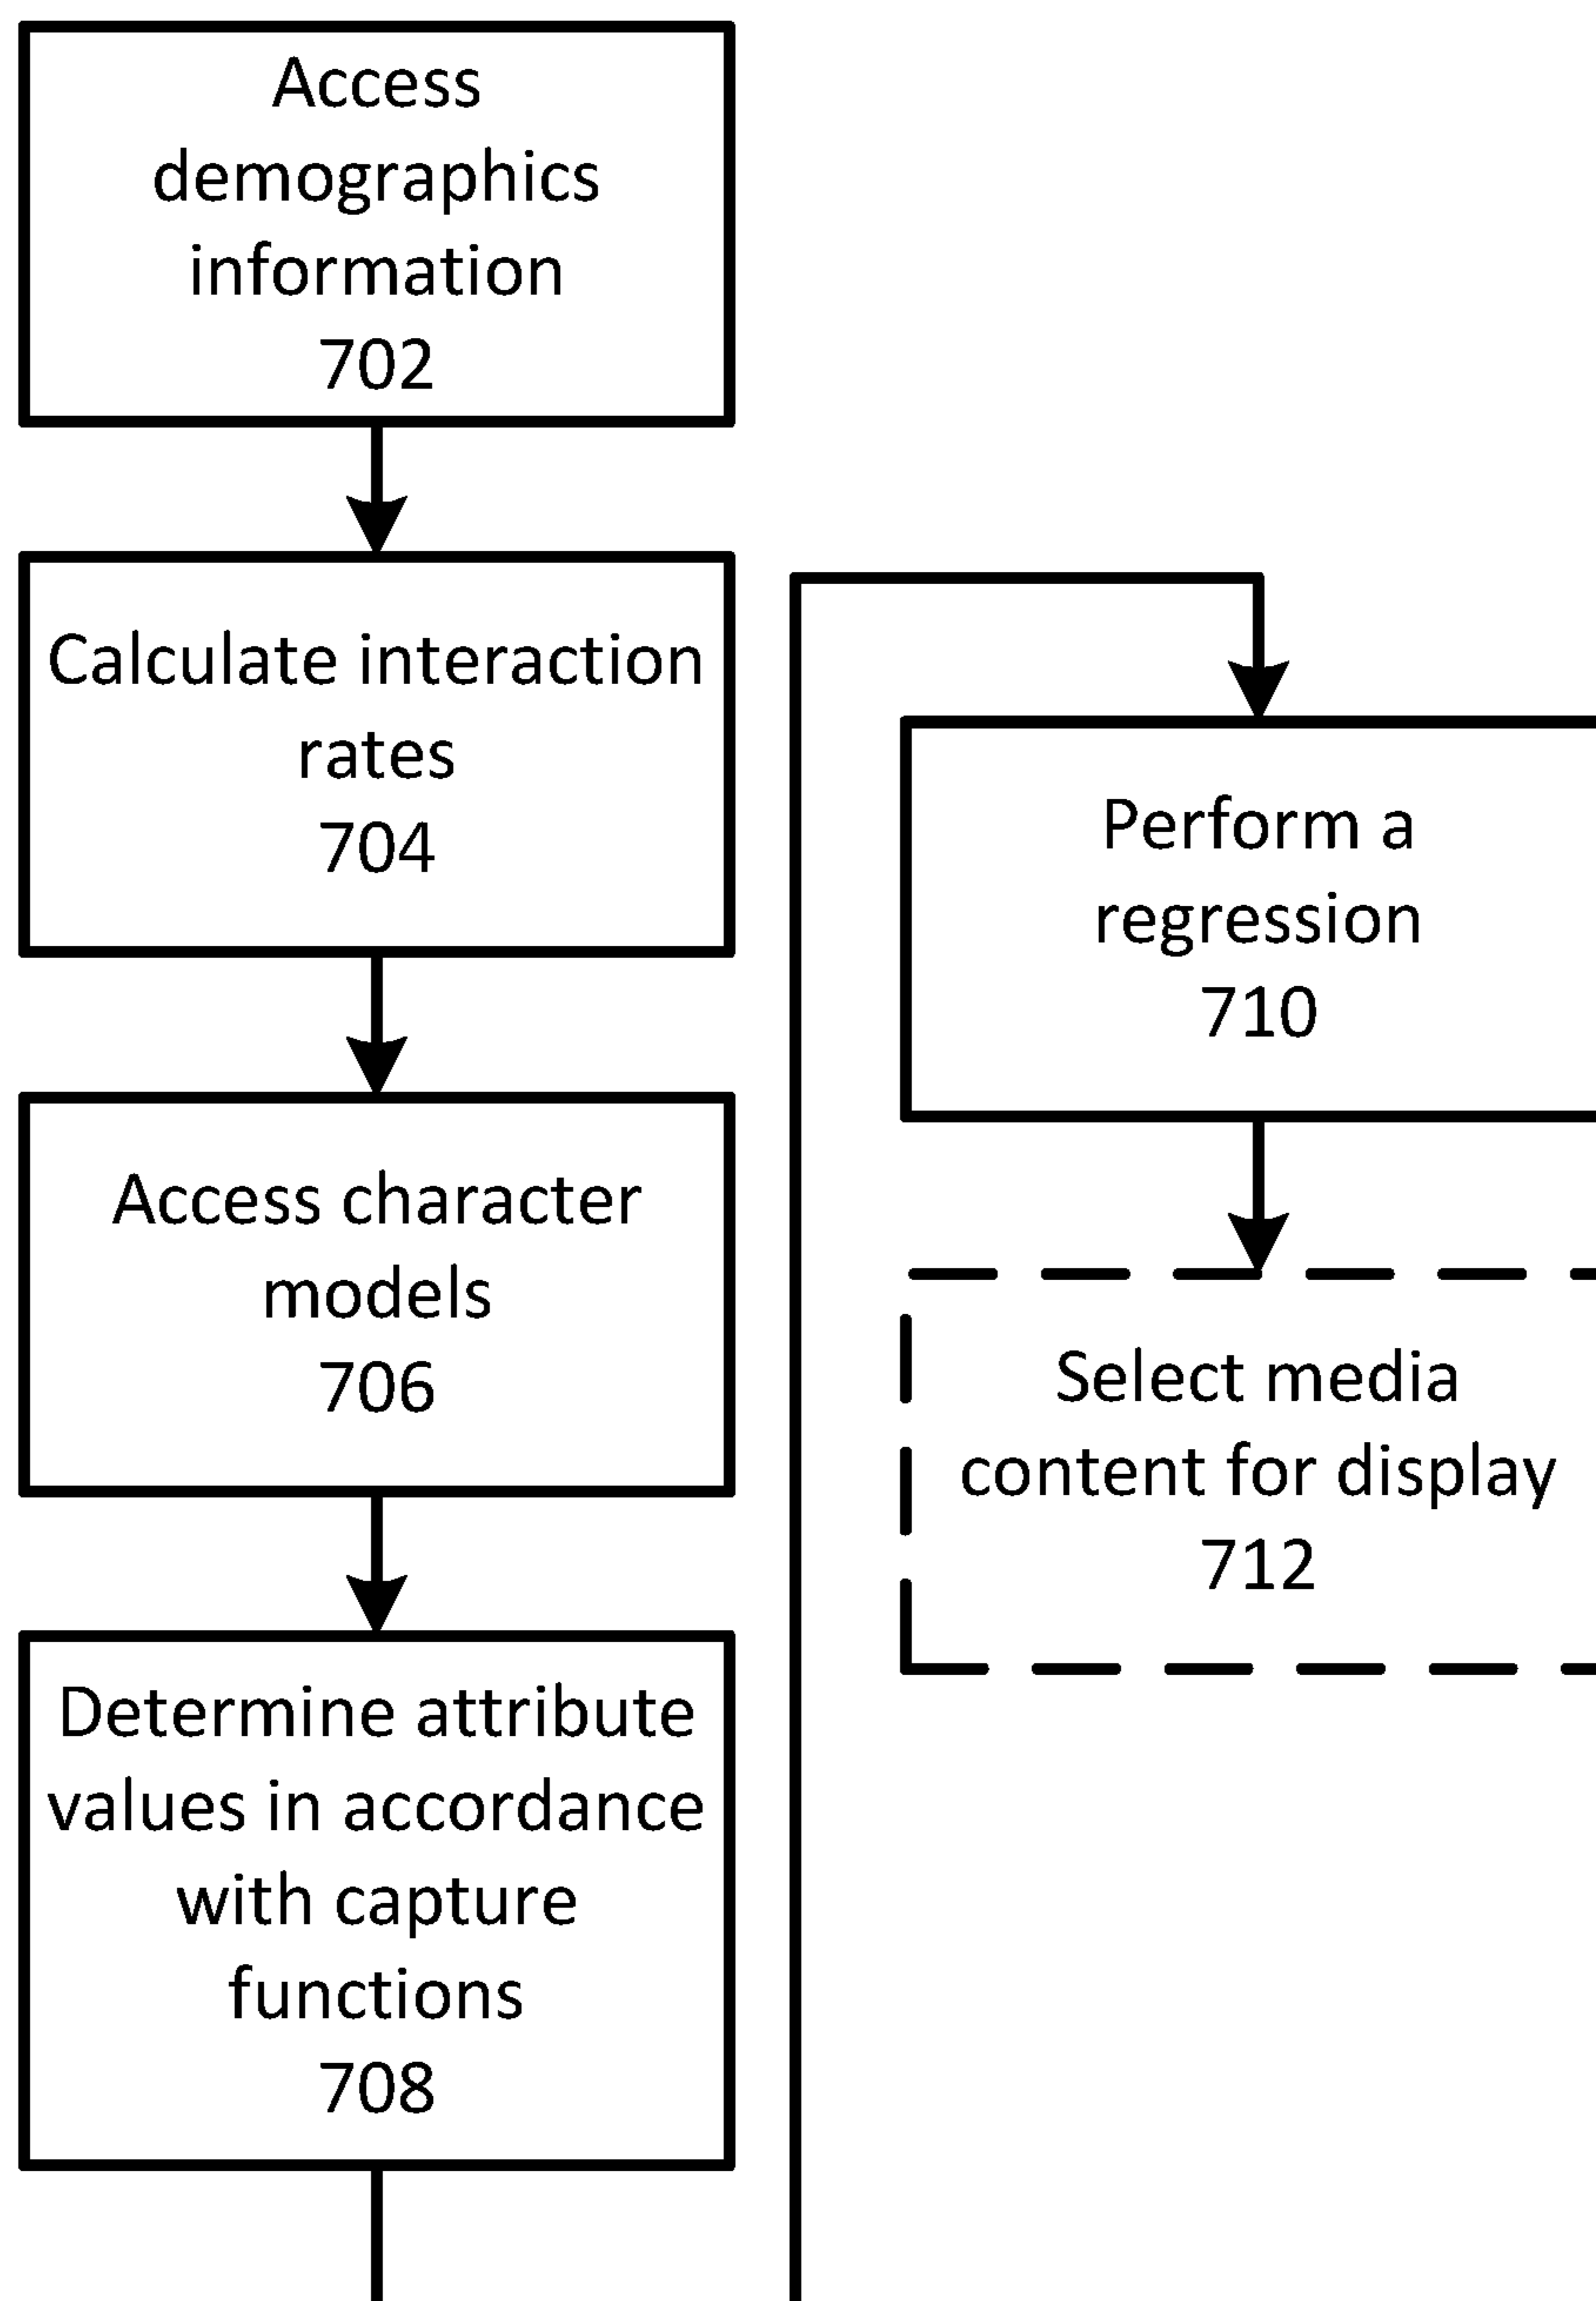 Access
demographics
information
702
Calculate interaction
rates
704
Access character
models
706
Determine attribute
values in accordance
with capture
functions
708
Perform a
regression
710
Select media
content for display
712